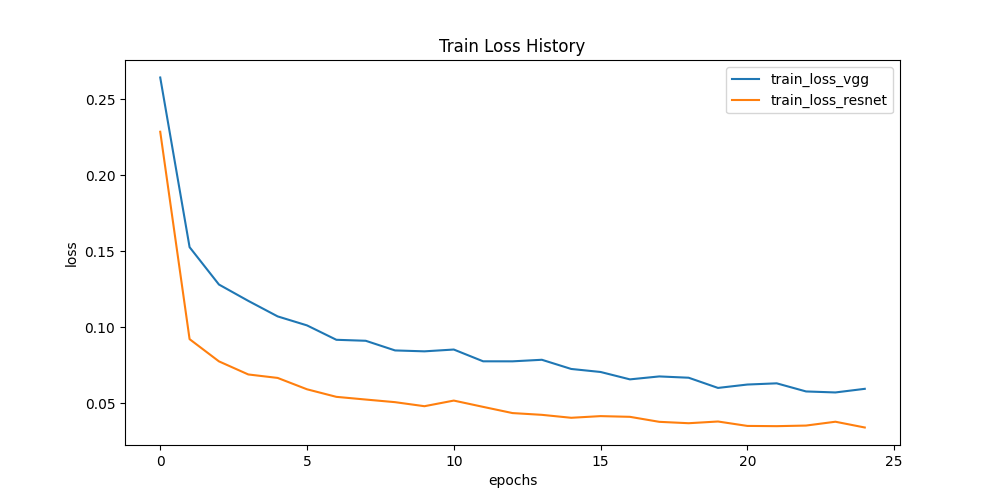 Train Loss History
train_loss_vgg
train_loss_resnet
loss
0.25
0.20
0.15
0.10
0.05
0 5 10 15 20 25
epochs